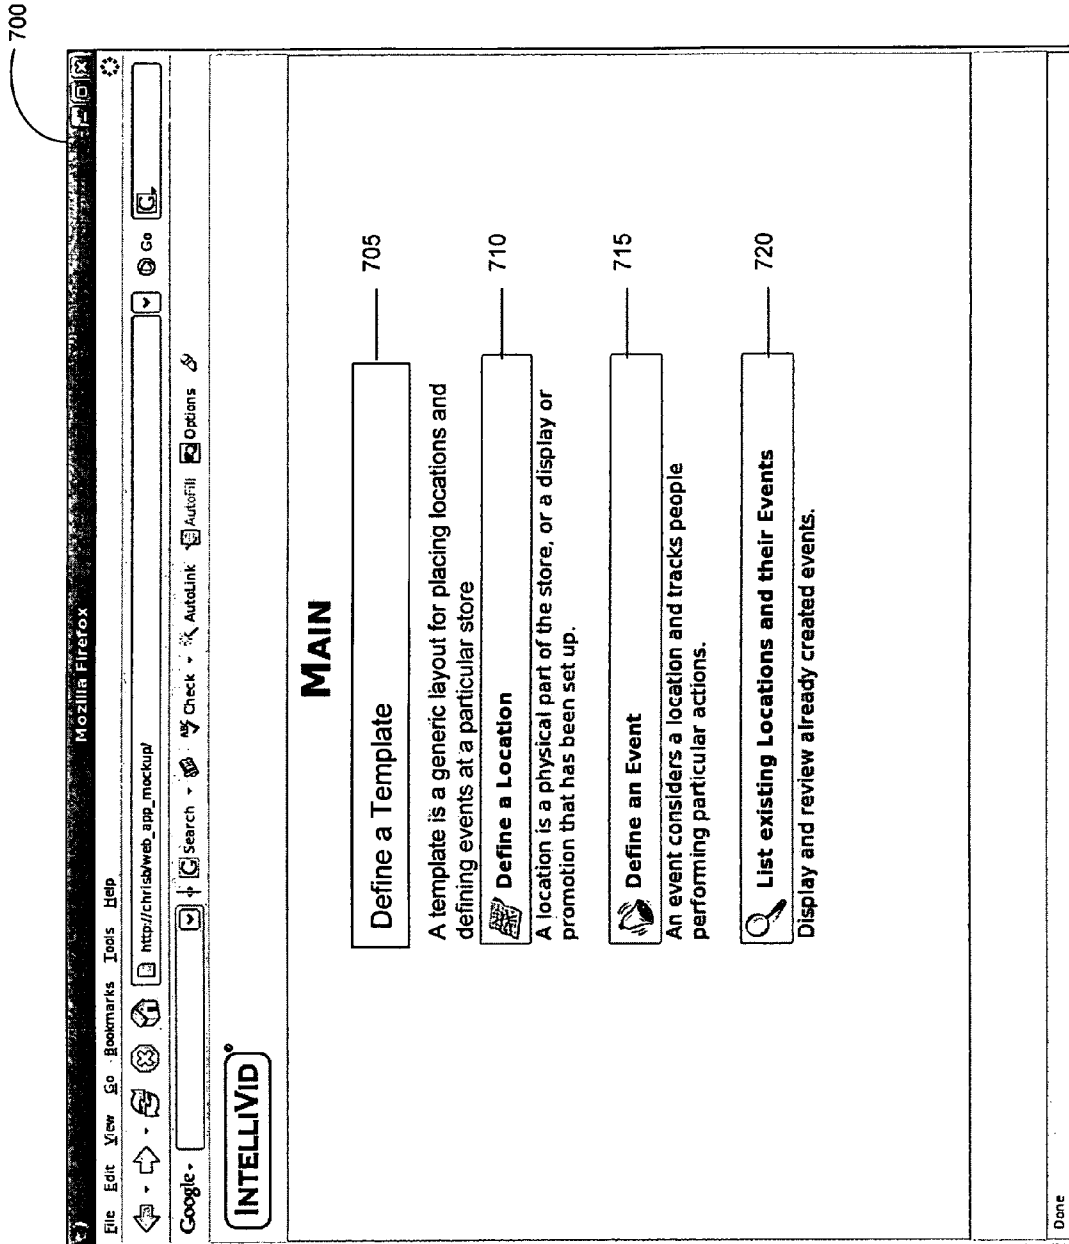 700
Mozilla Firefox
File Edit View Go Bookmarks Tools Help
http://chrisb/web_app_mockup/ Go G
Google Search Check AutoLink AutoFill Options
INTELLIVID
MAIN
Define a Template 705
A template is a generic layout for placing locations and
defining events at a particular store
Define a Location 710
A location is a physical part of the store, or a display or
promotion that has been set up.
Define an Event 715
An event considers a location and tracks people
performing particular actions.
List existing Locations and their Events 720
Display and review already created events.
Done